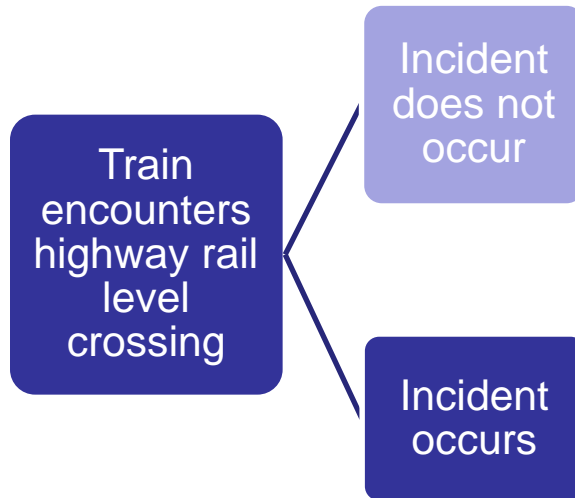 Train
encounters
highway rail
level
crossing
Incident
does not
occur
Incident
occurs